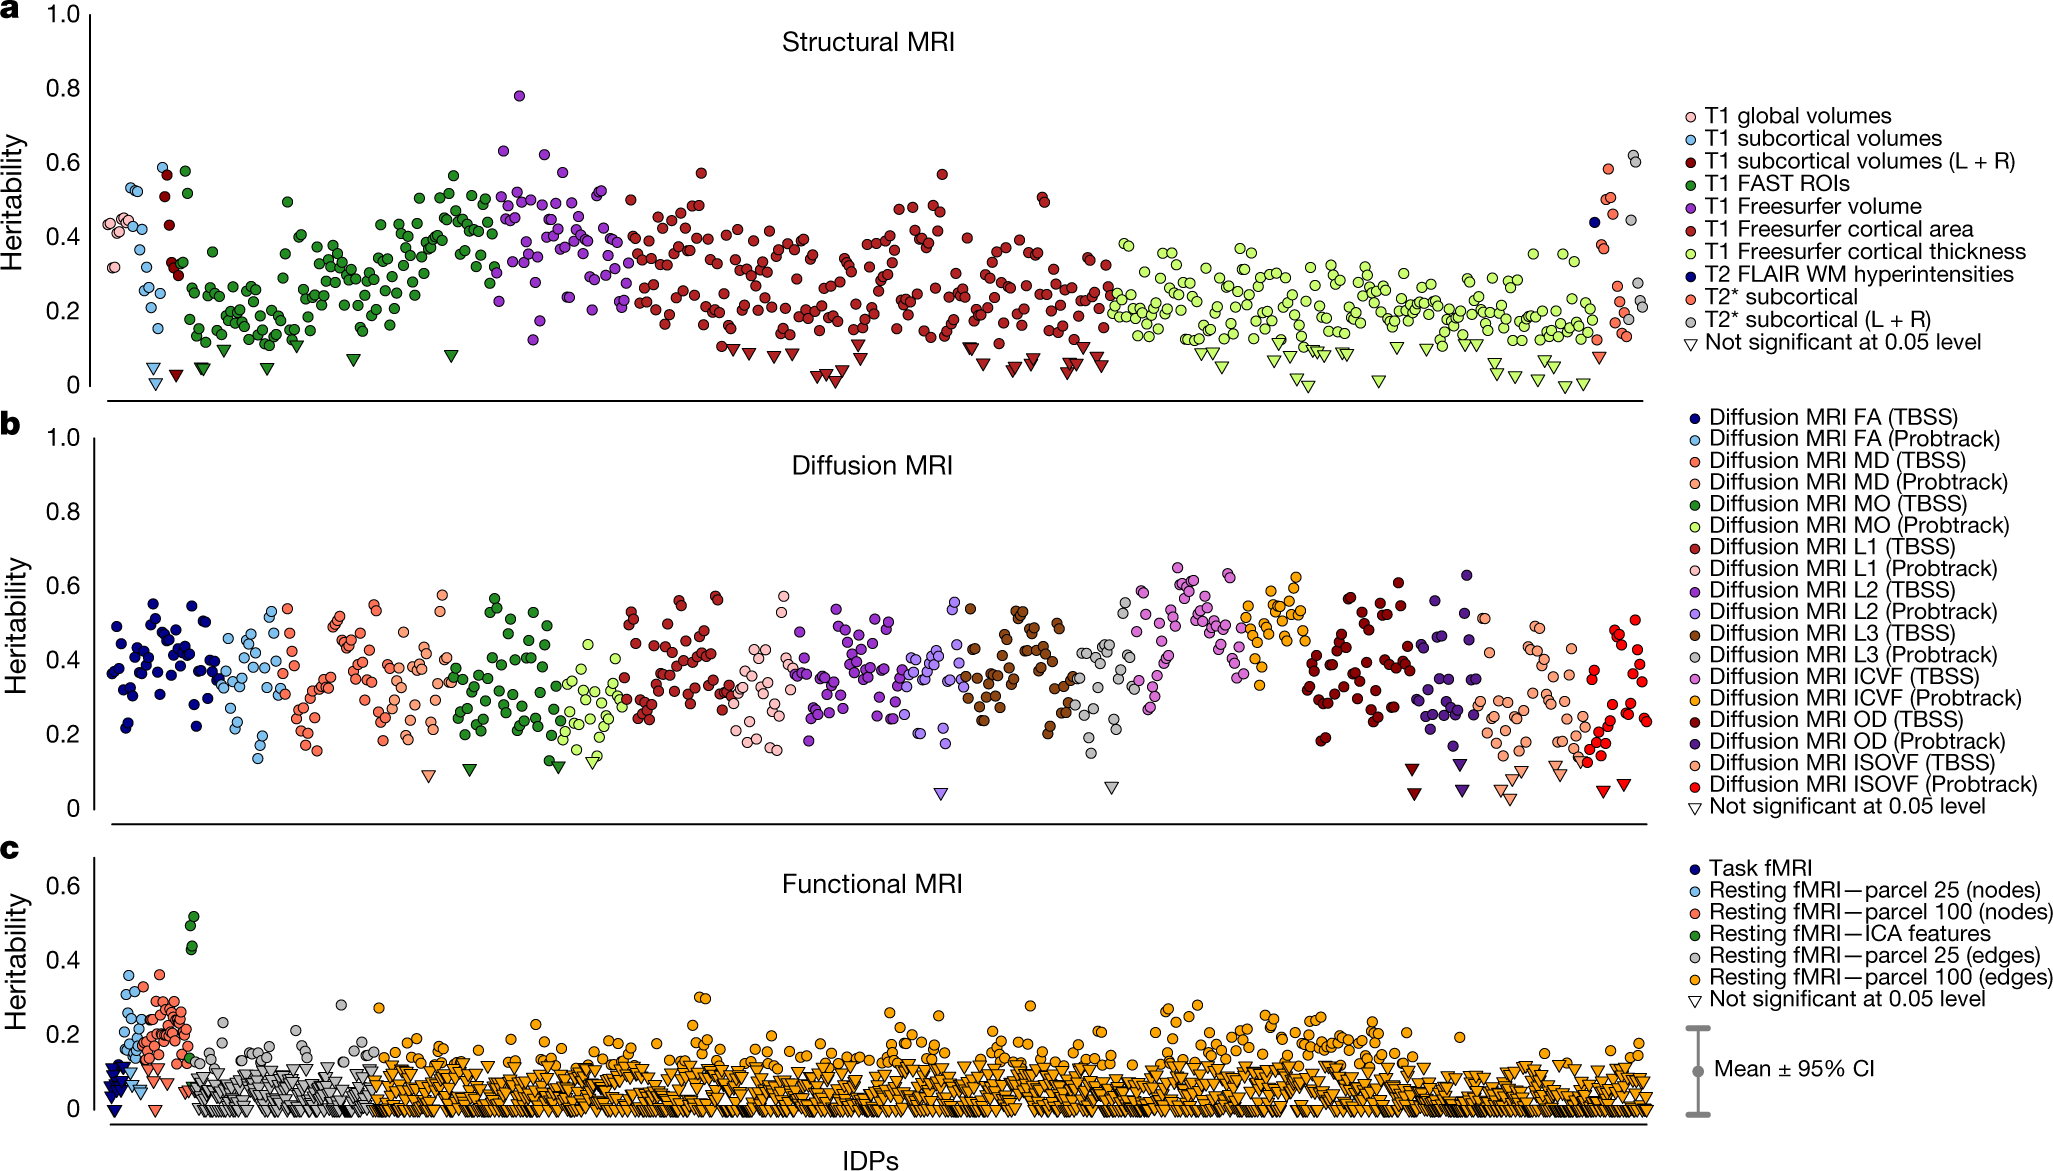 a
Structural MRI
Heritability
1.0
0.8
0.6
0.4
0.2
0
T1 global volumes
T1 subcortical volumes
T1 subcortical volumes (L + R)
T1 FAST ROIs
T1 Freesurfer volume
T1 Freesurfer cortical area
T1 Freesurfer cortical thickness
T2 FLAIR WM hyperintensities
T2* subcortical
T2* subcortical (L + R)
Not significant at 0.05 level
b
Diffusion MRI
Heritability
1.0
0.8
0.6
0.4
0.2
0
Diffusion MRI FA (TBSS)
Diffusion MRI FA (Probtrack)
Diffusion MRI MD (TBSS)
Diffusion MRI MD (Probtrack)
Diffusion MRI MO (TBSS)
Diffusion MRI MO (Probtrack)
Diffusion MRI L1 (TBSS)
Diffusion MRI L1 (Probtrack)
Diffusion MRI L2 (TBSS)
Diffusion MRI L2 (Probtrack)
Diffusion MRI L3 (TBSS)
Diffusion MRI L3 (Probtrack)
Diffusion MRI ICVF (TBSS)
Diffusion MRI ICVF (Probtrack)
Diffusion MRI OD (TBSS)
Diffusion MRI OD (Probtrack)
Diffusion MRI ISOVF (TBSS)
Diffusion MRI ISOVF (Probtrack)
Not significant at 0.05 level
c
Functional MRI
Heritability
0.6
0.4
0.2
0
Task fMRI
Resting fMRI—parcel 25 (nodes)
Resting fMRI—parcel 100 (nodes)
Resting fMRI—ICA features
Resting fMRI—parcel 25 (edges)
Resting fMRI—parcel 100 (edges)
Not significant at 0.05 level
Mean ± 95% CI
IDPs